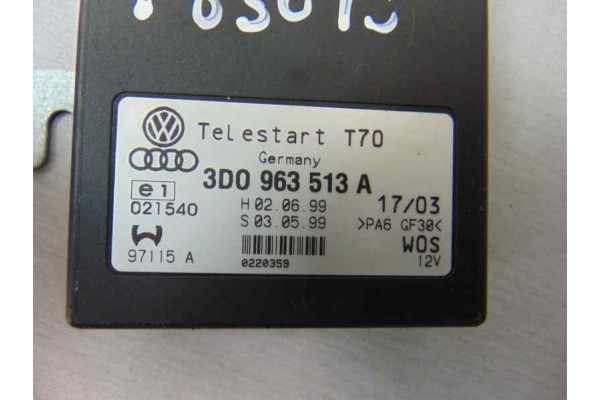 Telestart T70
Germany
3D0 963 513 A
e1
021540
H 02.06.99
S 03.05.99
17/03
>PA6 GF30<
WOS
12V
97115 A
0220359